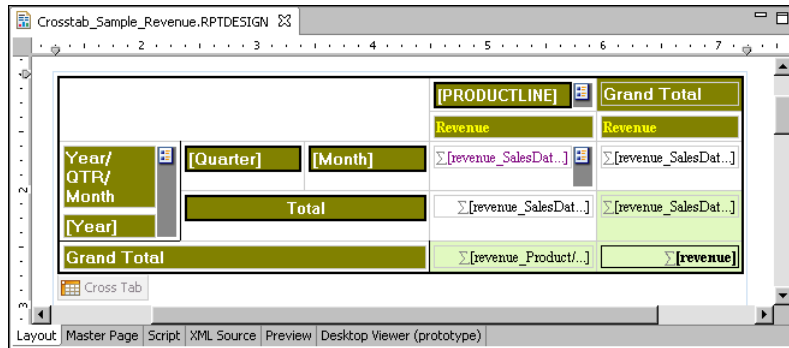 Crosstab_Sample_Revenue.RPTDESIGN
2 3 4 5 6 7
[PRODUCTLINE] Grand Total
Revenue Revenue
Year/ QTR/ Month [Quarter] [Month] Σ[revenue_SalesDat...] Σ[revenue_SalesDat...]
[Year] Total Σ[revenue_SalesDat...] Σ[revenue_SalesDat...]
Grand Total Σ[revenue_Product/...] Σ[revenue]
Cross Tab
Layout Master Page Script XML Source Preview Desktop Viewer (prototype)